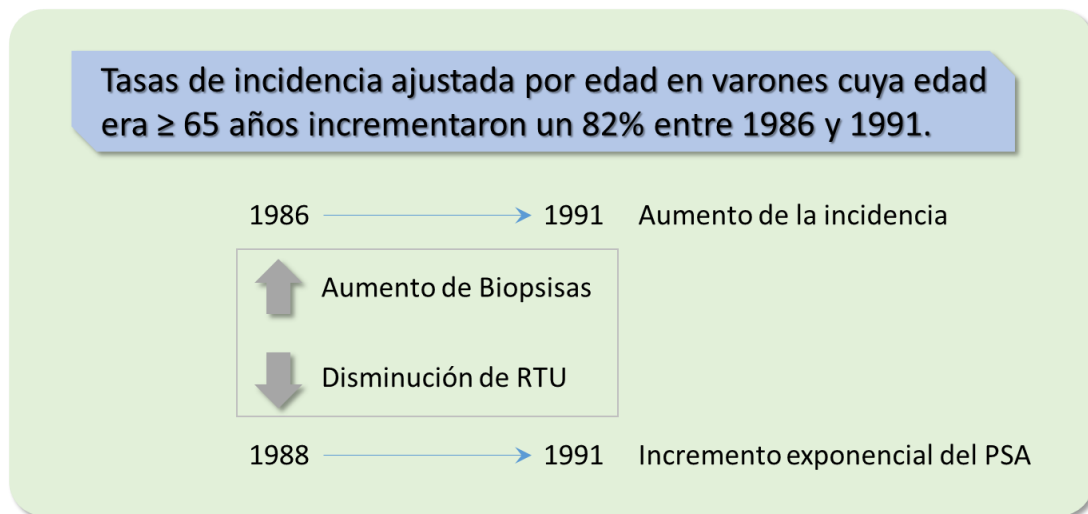 Tasas de incidencia ajustada por edad en varones cuya edad
era ≥ 65 años incrementaron un 82% entre 1986 y 1991.
1986 1991 Aumento de la incidencia
Aumento de Biopsisas
Disminución de RTU
1988 1991 Incremento exponencial del PSA